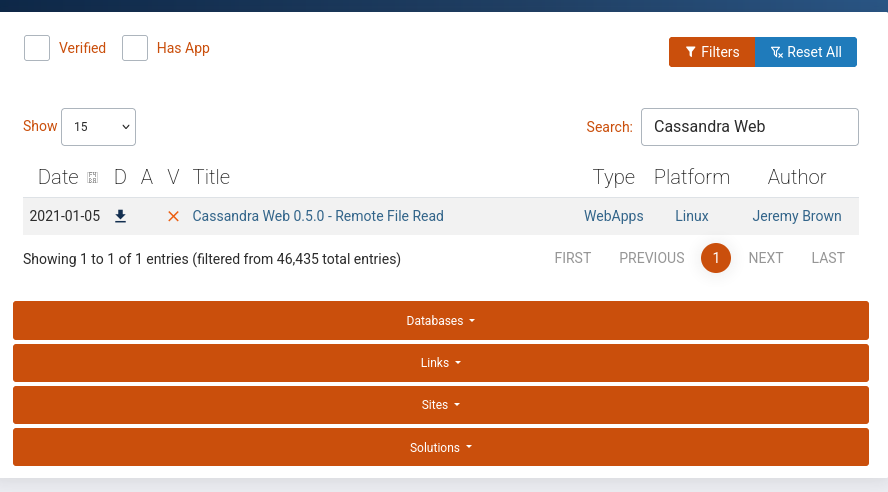 Verified Has App Filters Reset All
Show 15 Search: Cassandra Web
Date D A V Title Type Platform Author
2021-01-05 Cassandra Web 0.5.0 - Remote File Read WebApps Linux Jeremy Brown
Showing 1 to 1 of 1 entries (filtered from 46,435 total entries) FIRST PREVIOUS 1 NEXT LAST
Databases
Links
Sites
Solutions